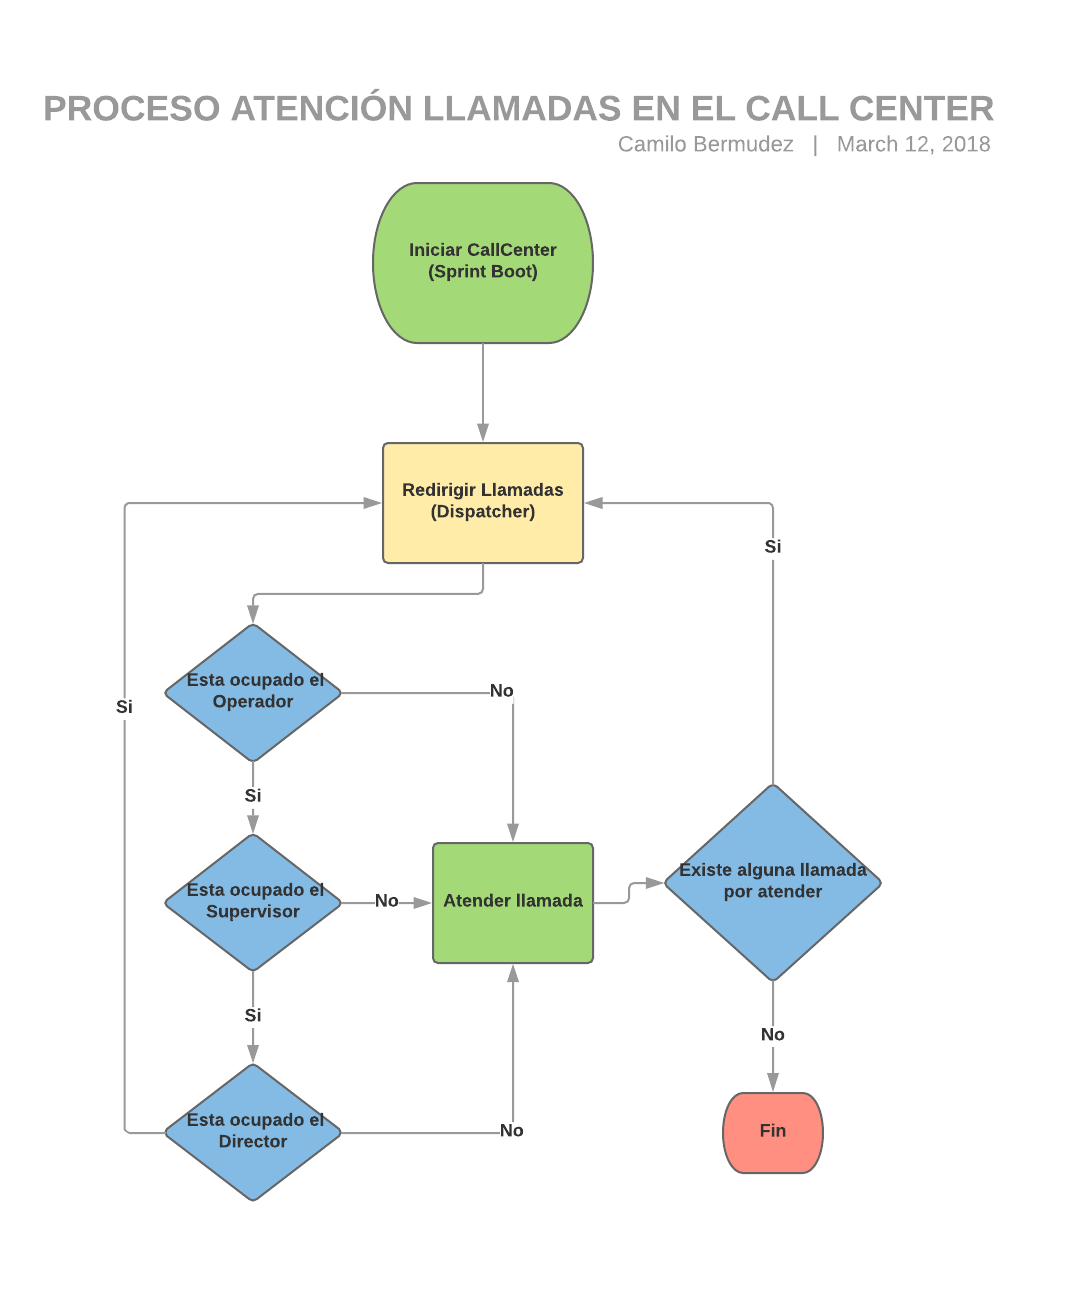 PROCESO ATENCIÓN LLAMADAS EN EL CALL CENTER
Camilo Bermudez | March 12, 2018
Iniciar CallCenter
(Sprint Boot)
Redirigir Llamadas
(Dispatcher)
Si
Esta ocupado el
Operador
No
Si
Si
Esta ocupado el
Supervisor
No
Atender llamada
Existe alguna llamada
por atender
Si
No
Esta ocupado el
Director
No
Fin